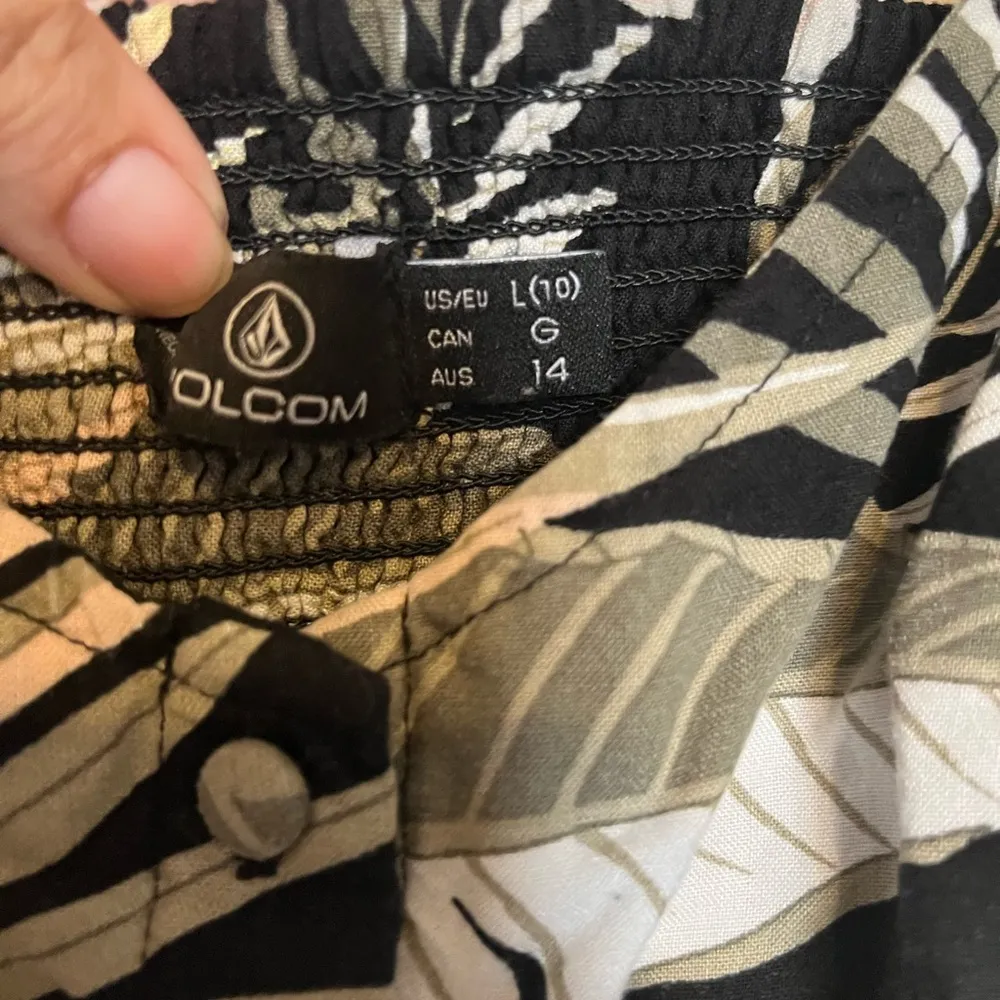 VOLCOM
US/EU L(10)
CAN G
AUS 14